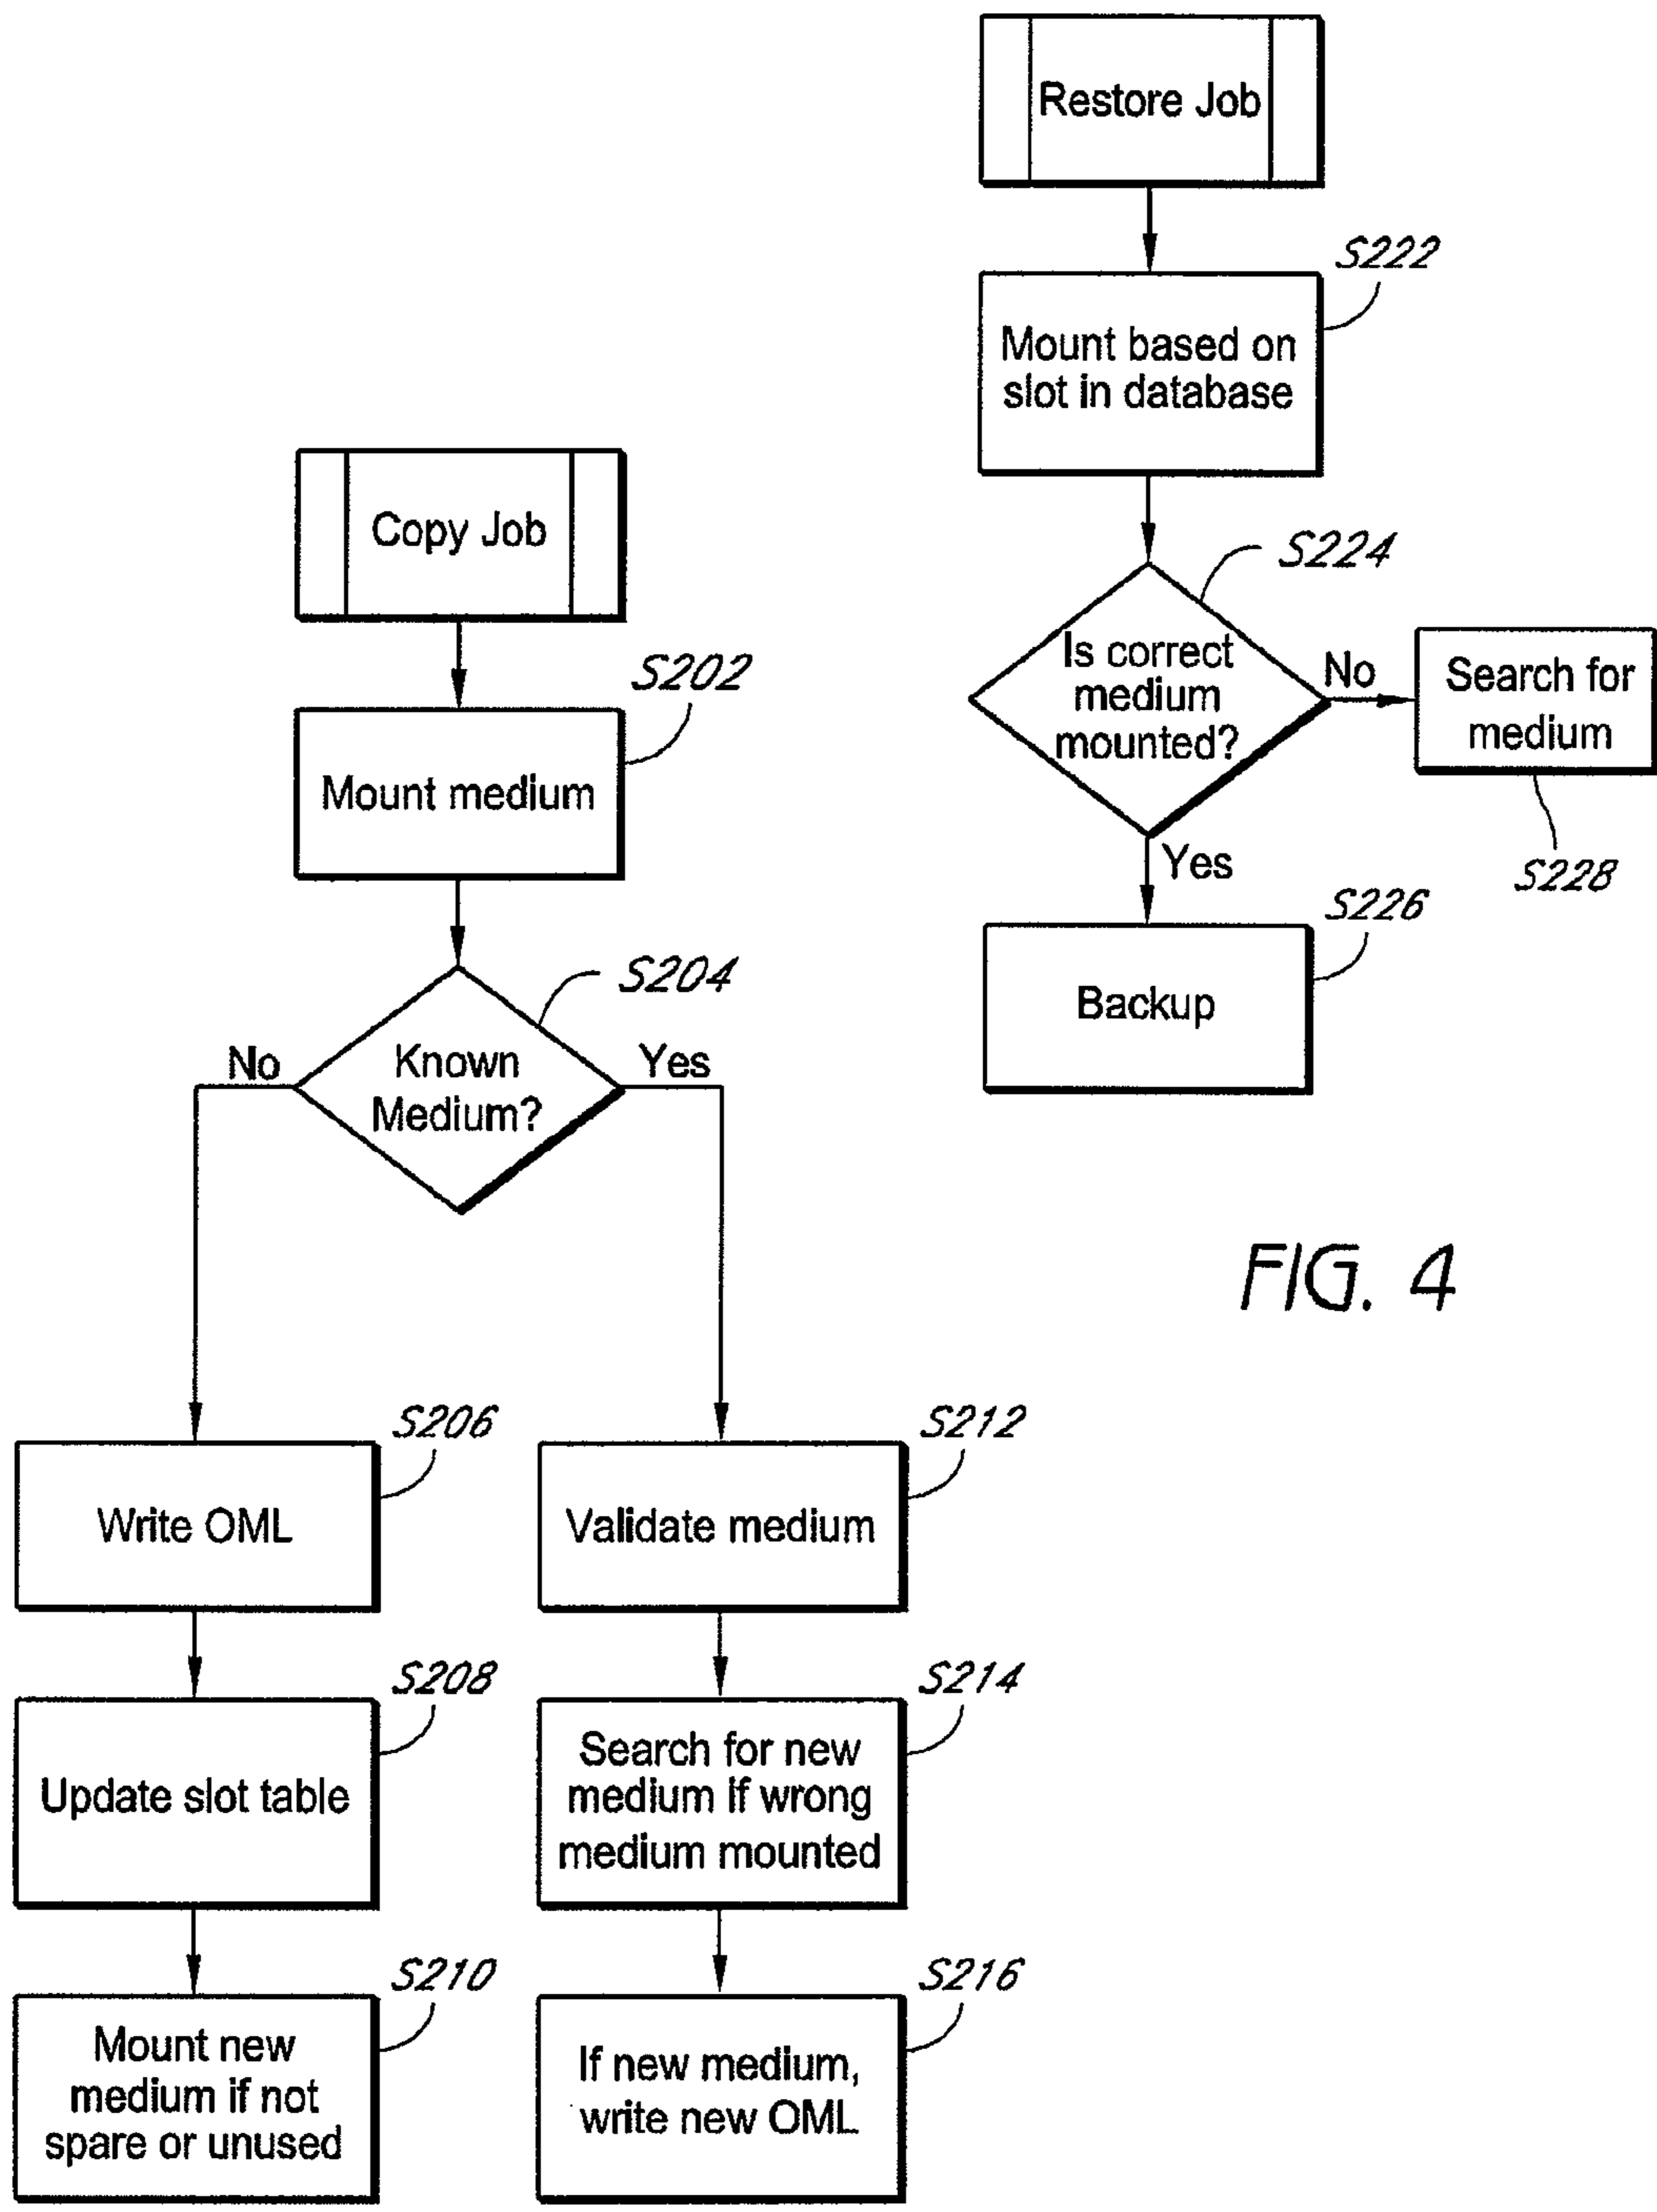 Restore Job
S222
Mount based on
slot in database
S224
Is correct
medium
mounted?
No
Search for
medium
S228
Yes
S226
Backup
Copy Job
S202
Mount medium
S204
Known
Medium?
No
Yes
S206
Write OML
S208
Update slot table
S210
Mount new
medium if not
spare or unused
S212
Validate medium
S214
Search for new
medium if wrong
medium mounted
S216
If new medium,
write new OML
FIG. 4